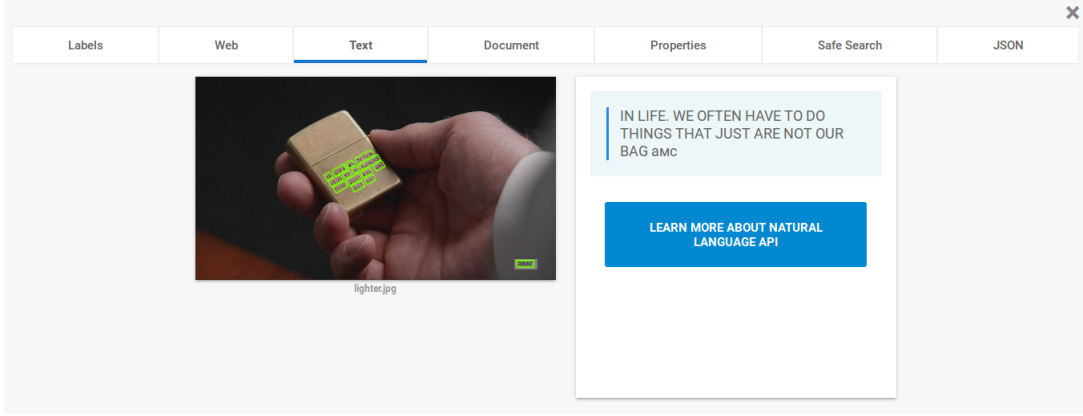 Labels
Web
Text
Document
Properties
Safe Search
JSON
IN LIFE. WE OFTEN HAVE TO DO
THINGS THAT JUST ARE NOT OUR
BAG амс
LEARN MORE ABOUT NATURAL
LANGUAGE API
amc
lighter.jpg